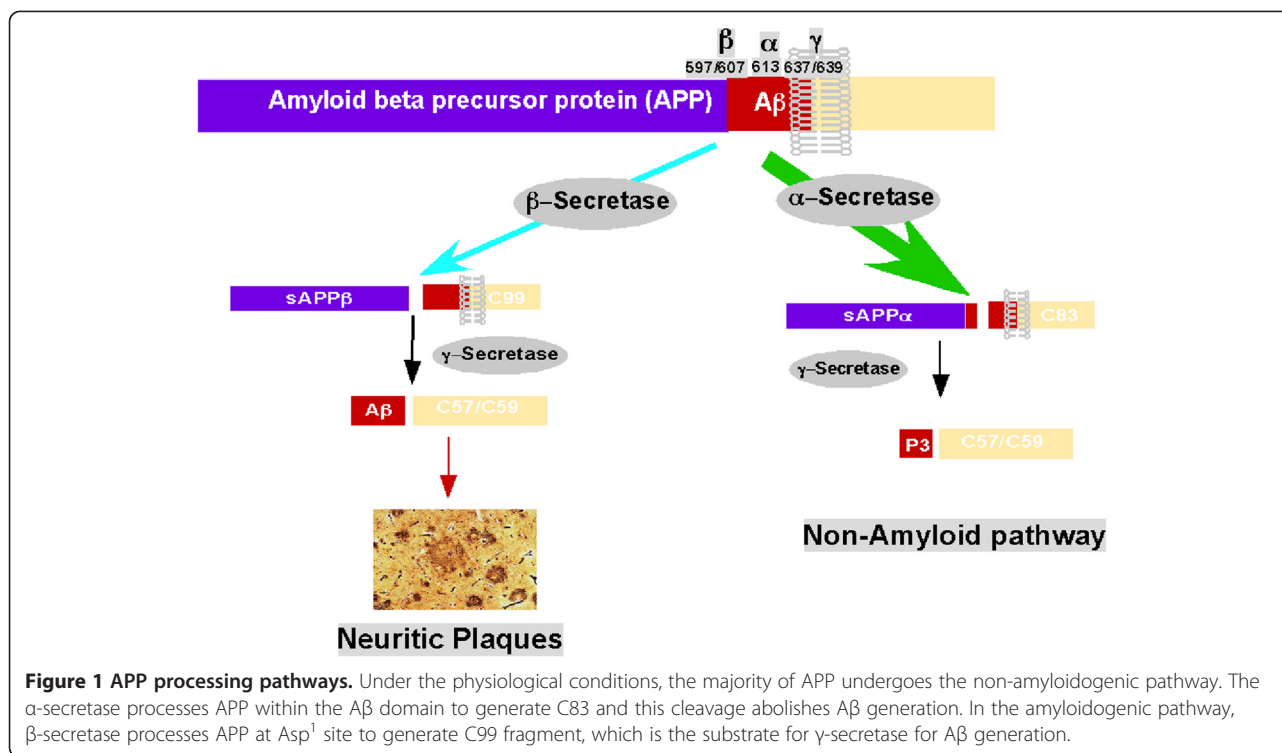 β α γ
597/607 613 637/639
Amyloid beta precursor protein (APP) Aβ
β–Secretase
α–Secretase
sAPPβ C99
sAPPα C83
γ–Secretase
γ–Secretase
Aβ C57/C59
P3 C57/C59
Non-Amyloid pathway
Neuritic Plaques
Figure 1 APP processing pathways. Under the physiological conditions, the majority of APP undergoes the non-amyloidogenic pathway. The
α-secretase processes APP within the Aβ domain to generate C83 and this cleavage abolishes Aβ generation. In the amyloidogenic pathway,
β-secretase processes APP at Asp¹ site to generate C99 fragment, which is the substrate for γ-secretase for Aβ generation.